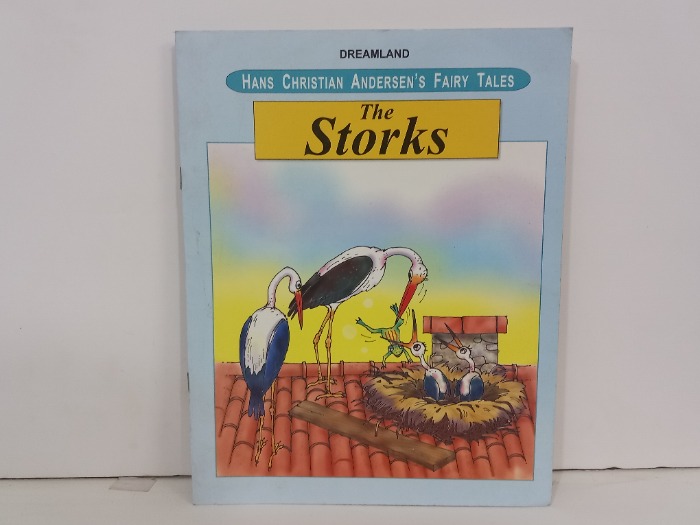 DREAMLAND
HANS CHRISTIAN ANDERSEN'S FAIRY TALES
The
Storks